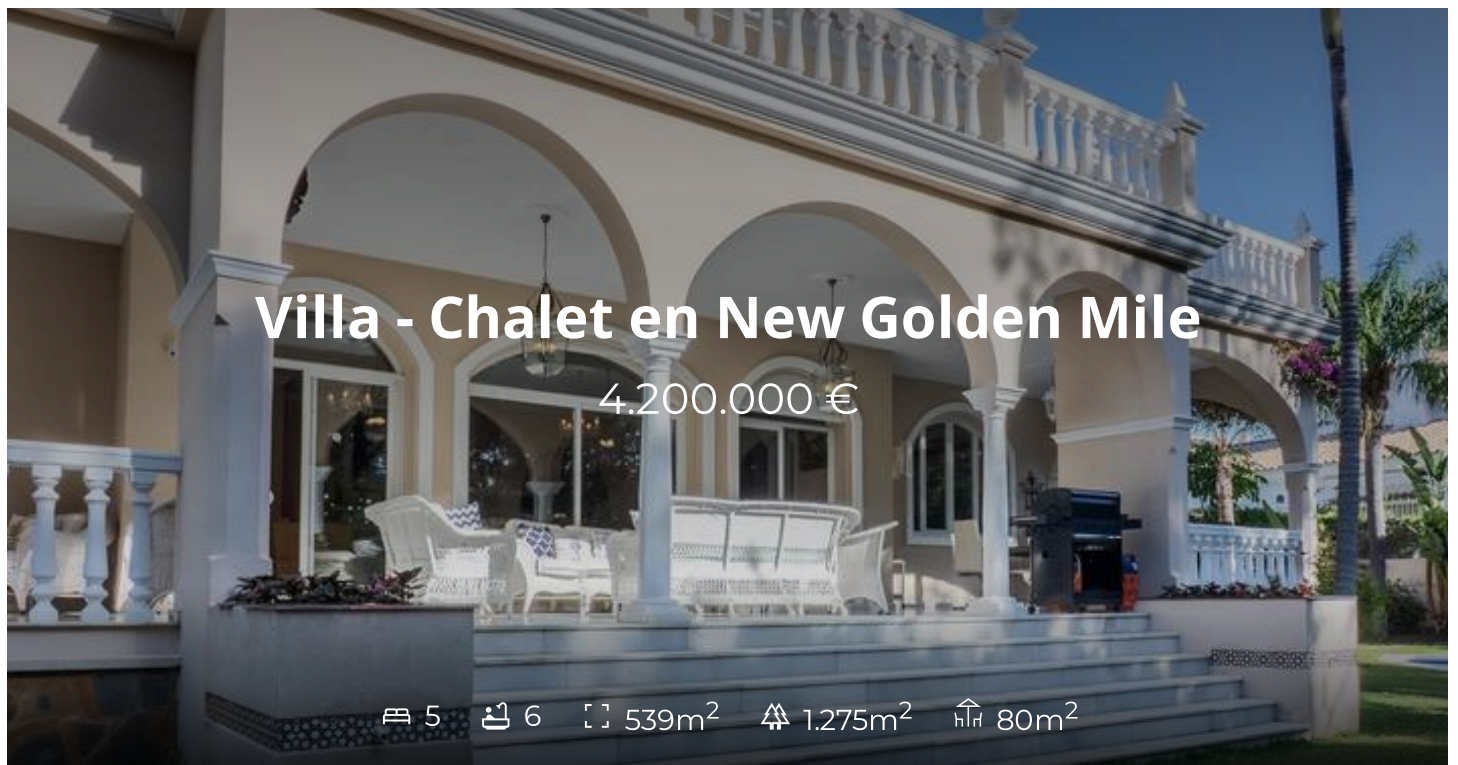 Villa - Chalet en New Golden Mile
4.200.000 €
5 6 539m² 1.275m² 80m²